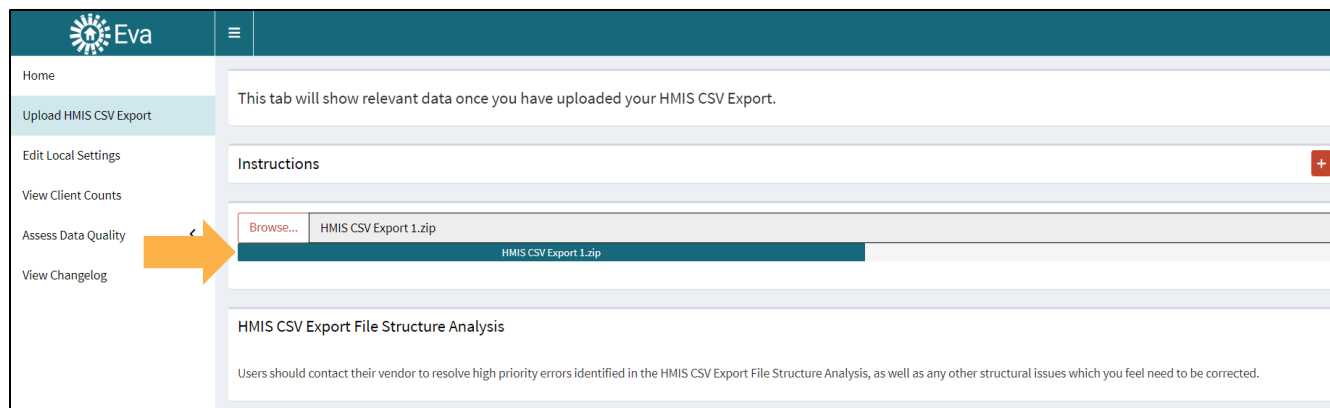 Eva
Home
Upload HMIS CSV Export
Edit Local Settings
View Client Counts
Assess Data Quality
View Changelog
This tab will show relevant data once you have uploaded your HMIS CSV Export.
Instructions
Browse... HMIS CSV Export 1.zip
HMIS CSV Export 1.zip
HMIS CSV Export File Structure Analysis
Users should contact their vendor to resolve high priority errors identified in the HMIS CSV Export File Structure Analysis, as well as any other structural issues which you feel need to be corrected.